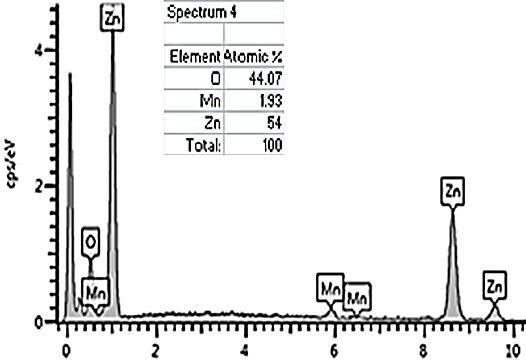 Spectrum 4
Element Atomic %
O 44.07
Mn 1.93
Zn 54
Total: 100
Zn
4
cps/eV
2
Zn
O
Mn
Mn
Mn
Zn
0
0 2 4 6 8 10